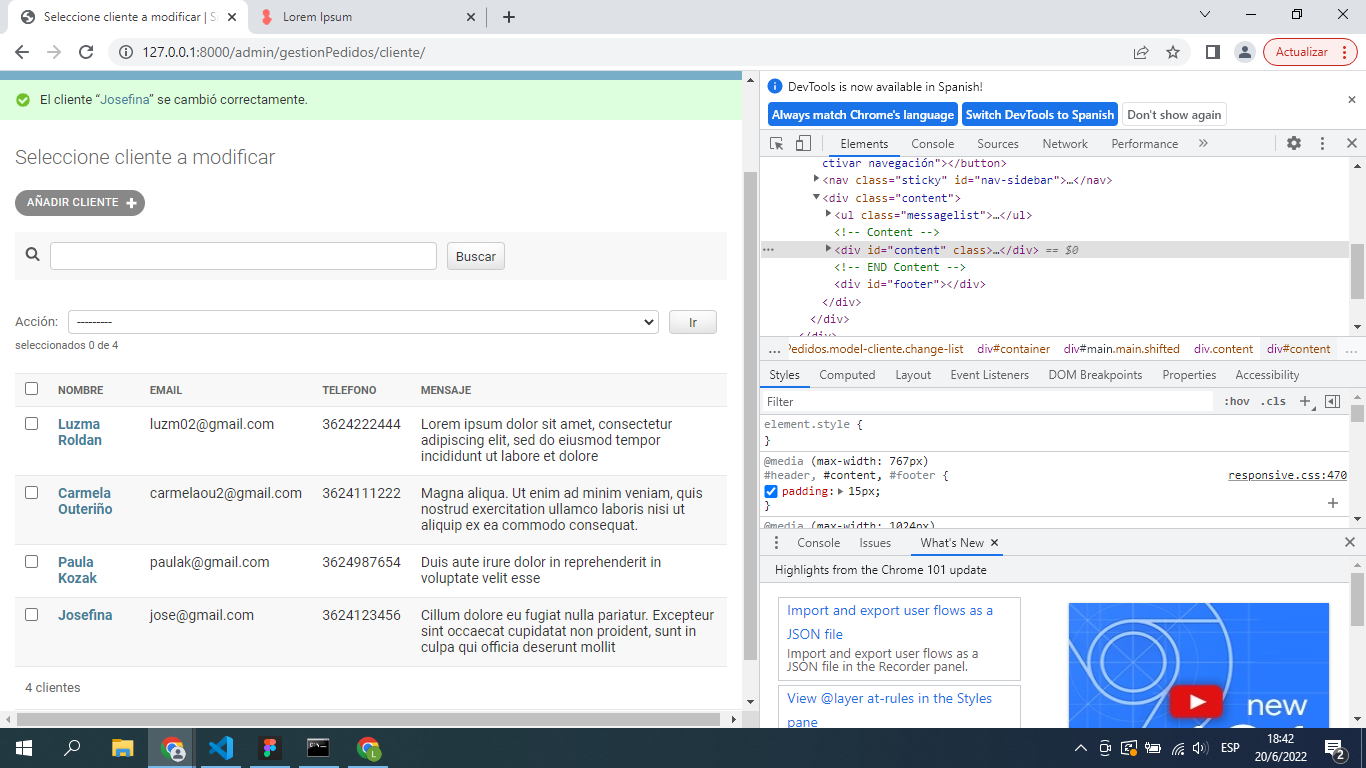 Seleccione cliente a modificar | S
Lorem Ipsum
127.0.0.1:8000/admin/gestionPedidos/cliente/
Actualizar
El cliente “Josefina” se cambió correctamente.
Seleccione cliente a modificar
AÑADIR CLIENTE
Buscar
Acción:
---------
Ir
seleccionados 0 de 4
NOMBRE EMAIL TELEFONO MENSAJE
Luzma
Roldan
luzm02@gmail.com
3624222444
Lorem ipsum dolor sit amet, consectetur
adipiscing elit, sed do eiusmod tempor
incididunt ut labore et dolore
Carmela
Outeriño
carmelaou2@gmail.com
3624111222
Magna aliqua. Ut enim ad minim veniam, quis
nostrud exercitation ullamco laboris nisi ut
aliquip ex ea commodo consequat.
Paula
Kozak
paulak@gmail.com
3624987654
Duis aute irure dolor in reprehenderit in
voluptate velit esse
Josefina
jose@gmail.com
3624123456
Cillum dolore eu fugiat nulla pariatur. Excepteur
sint occaecat cupidatat non proident, sunt in
culpa qui officia deserunt mollit
4 clientes
DevTools is now available in Spanish!
Always match Chrome's language
Switch DevTools to Spanish
Don't show again
Elements Console Sources Network Performance »
ctivar navegación"></button>
<nav class="sticky" id="nav-sidebar">…</nav>
<div class="content">
<ul class="messagelist">…</ul>
<!-- Content -->
<div id="content" class>…</div> == $0
<!-- END Content -->
<div id="footer"></div>
</div>
</div>
</div>
… Pedidos.model-cliente.change-list div#container div#main.main.shifted div.content div#content …
Styles Computed Layout Event Listeners DOM Breakpoints Properties Accessibility
Filter
:hov .cls
element.style {
}
@media (max-width: 767px)
#header, #content, #footer {
responsive.css:470
padding: 15px;
}
@media (max-width: 1024px)
Console Issues What's New
Highlights from the Chrome 101 update
Import and export user flows as a
JSON file
Import and export user flows as a
JSON file in the Recorder panel.
View @layer at-rules in the Styles
pane
new
ESP
18:42
20/6/2022
2